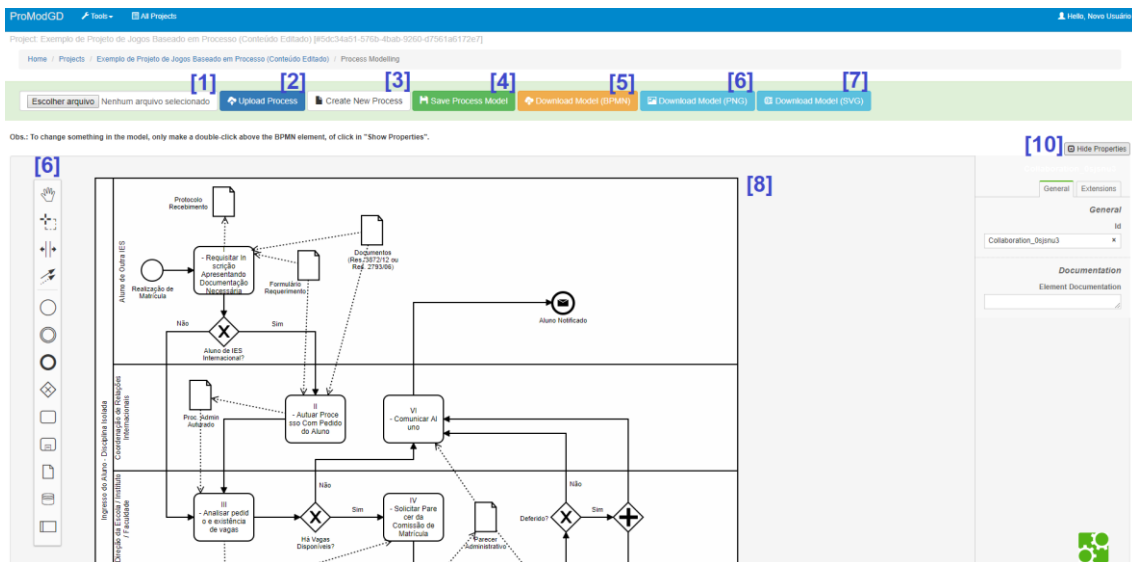 ProModGD Tools All Projects Hello, Novo Usuário
Project: Exemplo de Projeto de Jogos Baseado em Processo (Conteúdo Editado) [#5dc34a51-576b-4bab-9260-d7561a6172e7]
Home / Projects / Exemplo de Projeto de Jogos Baseado em Processo (Conteúdo Editado) / Process Modelling
[1] [2] [3] [4] [5] [6] [7]
Escolher arquivo Nenhum arquivo selecionado Upload Process Create New Process Save Process Model Download Model (BPMN) Download Model (PNG) Download Model (SVG)
Obs.: To change something in the model, only make a double-click above the BPMN element, of click in "Show Properties".
[10] Hide Properties
[6]
[8]
General Extensions
General
Id
Collaboration_0sjsnu3 ×
Documentation
Element Documentation
Ingresso do Aluno - Disciplina Isolada
Aluno de Outra IES
Protocolo
Recebimento
- Requisitar In
scrição
Apresentando
Documentação
Necessária
Documentos
(Res. 3872/12 ou
Res. 2793/06)
Formulário
Requerimento
Realização de
Matrícula
Não
Sim
Aluno de IES
Internacional?
Aluno Notificado
Coordenação de Relações
Internacionais
Proc. Admin
Autuado
II
- Autuar Proce
sso Com Pedido
do Aluno
VI
- Comunicar Al
uno
Direção da Escola / Instituto
/ Faculdade
III
- Analisar pedid
o e existência
de vagas
Não
Sim
Há Vagas
Disponíveis?
IV
- Solicitar Pare
cer da
Comissão de
Matrícula
Parecer
Administrativo
Não
Deferido?
Sim